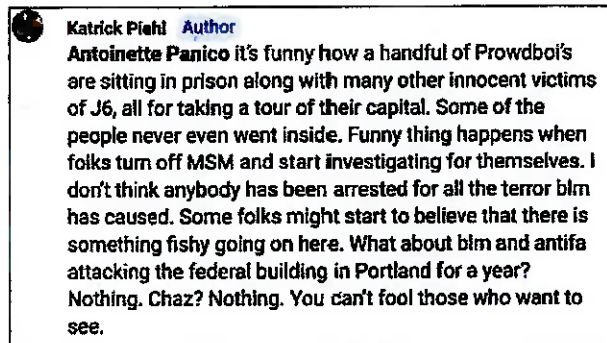 Katrick Piehl Author
Antoinette Panico it's funny how a handful of Prowdboi's
are sitting in prison along with many other innocent victims
of J6, all for taking a tour of their capital. Some of the
people never even went inside. Funny thing happens when
folks turn off MSM and start investigating for themselves. I
don't think anybody has been arrested for all the terror blm
has caused. Some folks might start to believe that there is
something fishy going on here. What about blm and antifa
attacking the federal building in Portland for a year?
Nothing. Chaz? Nothing. You can't fool those who want to
see.